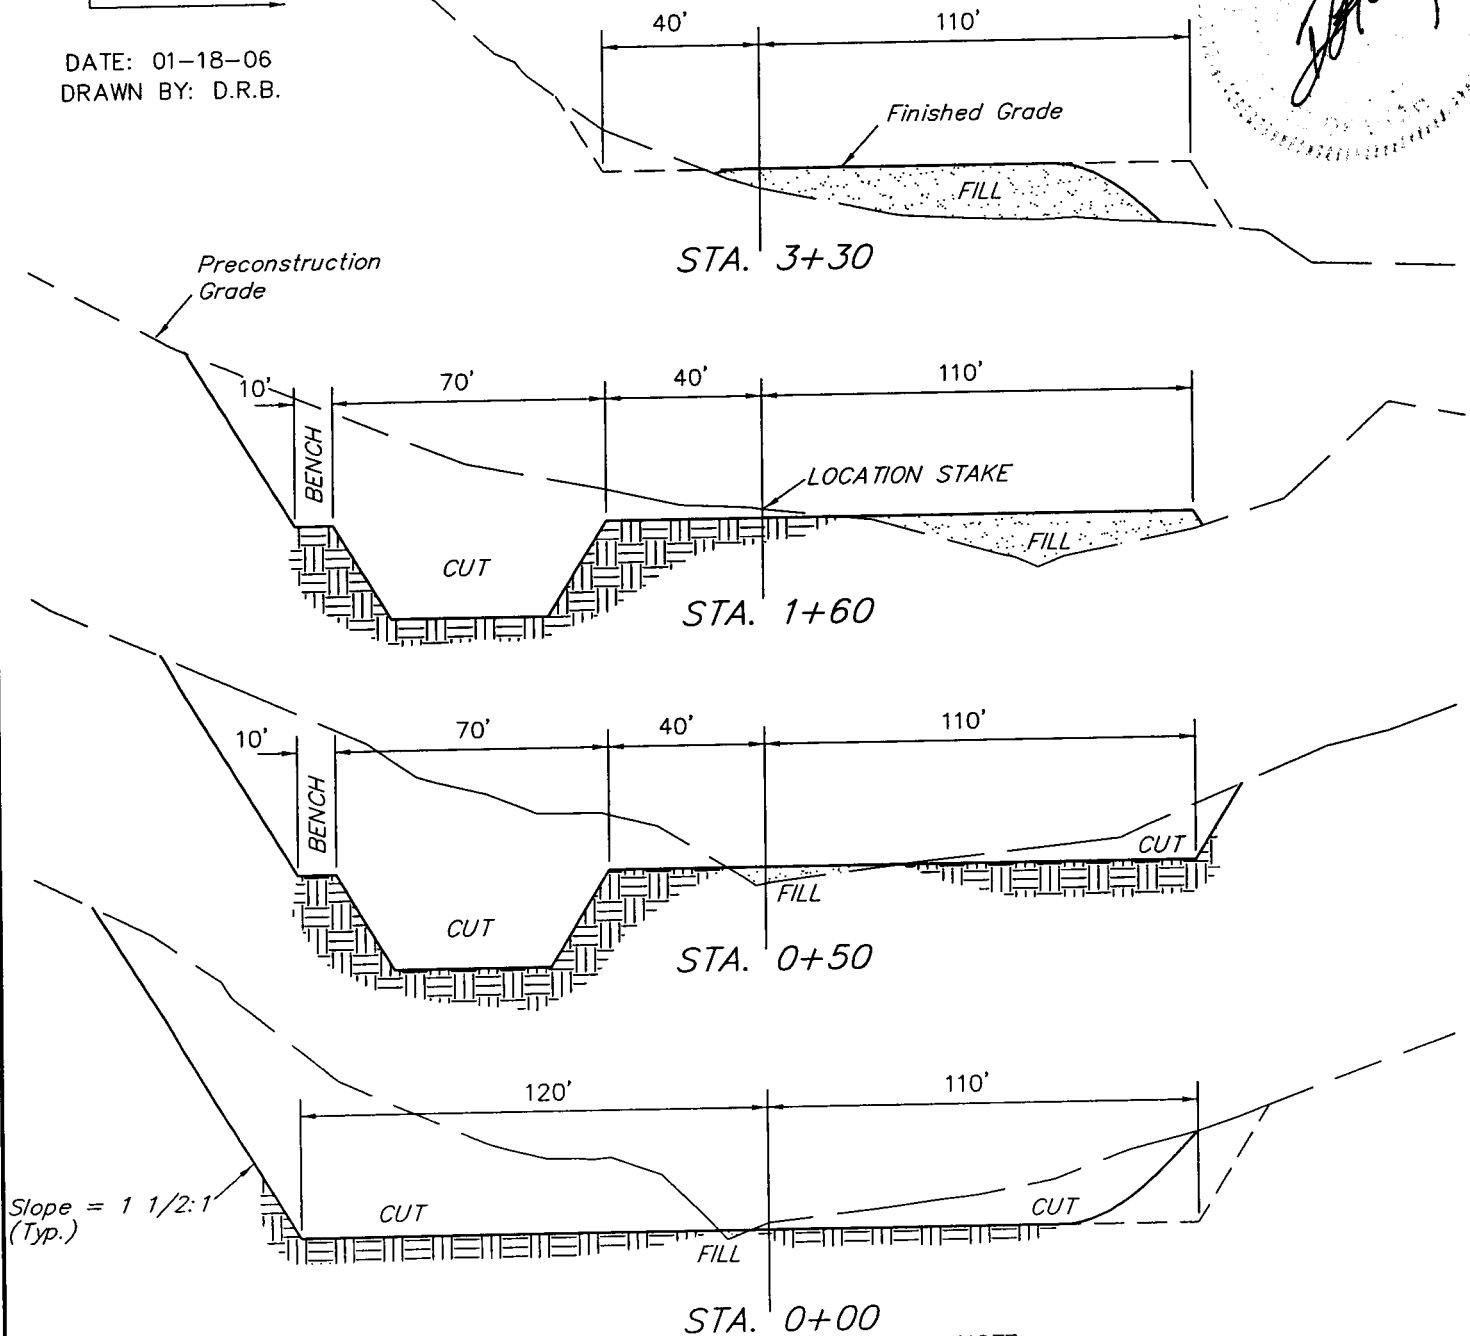 DATE: 01-18-06
DRAWN BY: D.R.B.
40'
110'
Finished Grade
FILL
STA. 3+30
Preconstruction
Grade
10'
70'
40'
110'
BENCH
LOCATION STAKE
CUT
FILL
STA. 1+60
10'
70'
40'
110'
BENCH
CUT
CUT
FILL
STA. 0+50
120'
110'
Slope = 1 1/2:1
(Typ.)
CUT
CUT
FILL
STA. 0+00